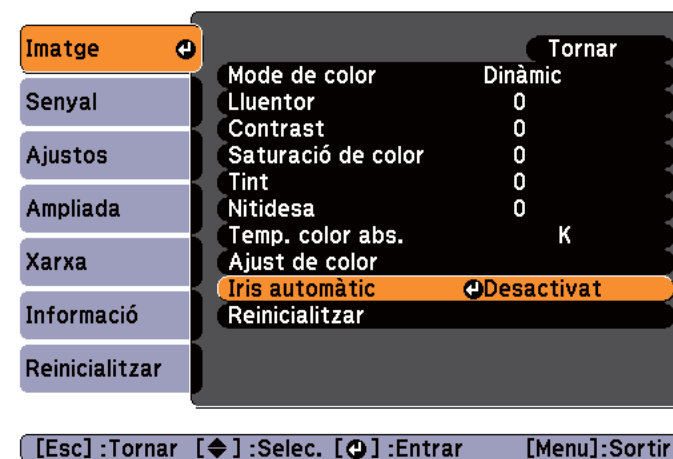 Imatge
Senyal
Ajustos
Ampliada
Xarxa
Informació
Reinicialitzar
Tornar
Mode de color Dinàmic
Lluentor 0
Contrast 0
Saturació de color 0
Tint 0
Nitidesa 0
Temp. color abs. K
Ajust de color
Iris automàtic Desactivat
Reinicialitzar
[Esc] :Tornar [] :Selec. [] :Entrar [Menu]:Sortir